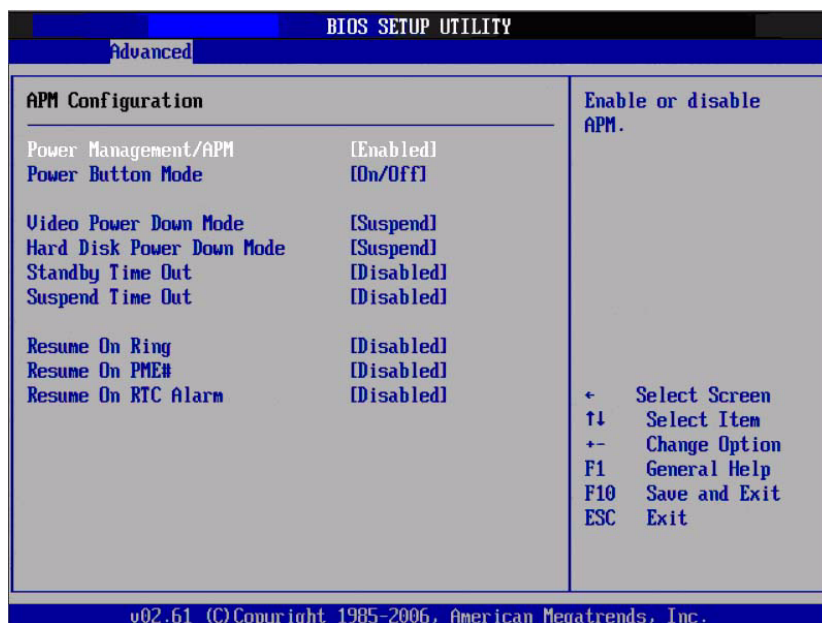 BIOS SETUP UTILITY
Advanced
APM Configuration
Power Management/APM [Enabled]
Power Button Mode [On/Off]
Video Power Down Mode [Suspend]
Hard Disk Power Down Mode [Suspend]
Standby Time Out [Disabled]
Suspend Time Out [Disabled]
Resume On Ring [Disabled]
Resume On PME# [Disabled]
Resume On RTC Alarm [Disabled]
Enable or disable
APM.
← Select Screen
↑↓ Select Item
+- Change Option
F1 General Help
F10 Save and Exit
ESC Exit
v02.61 (C)Copyright 1985-2006, American Megatrends, Inc.